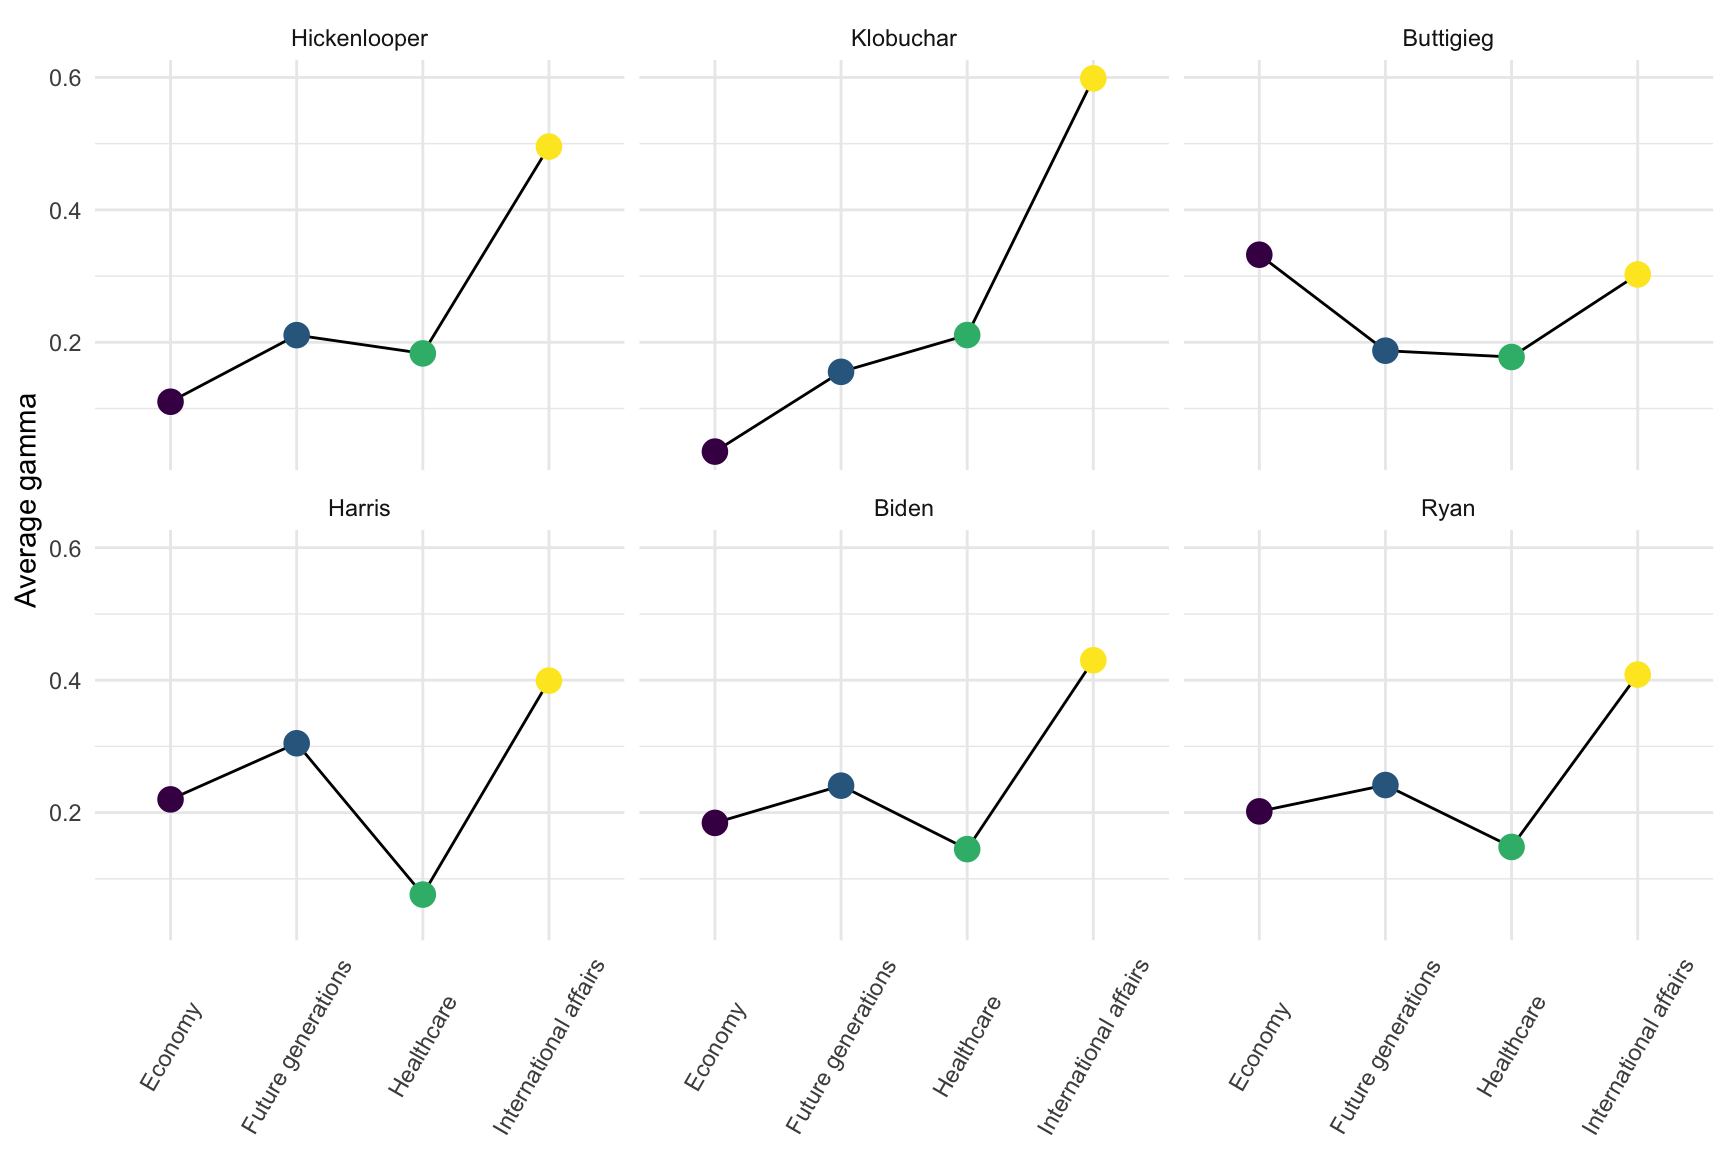 Hickenlooper
Klobuchar
Buttigieg
0.6
0.4
0.2
Average gamma
Harris
Biden
Ryan
0.6
0.4
0.2
Economy
Future generations
Healthcare
International affairs
Economy
Future generations
Healthcare
International affairs
Economy
Future generations
Healthcare
International affairs